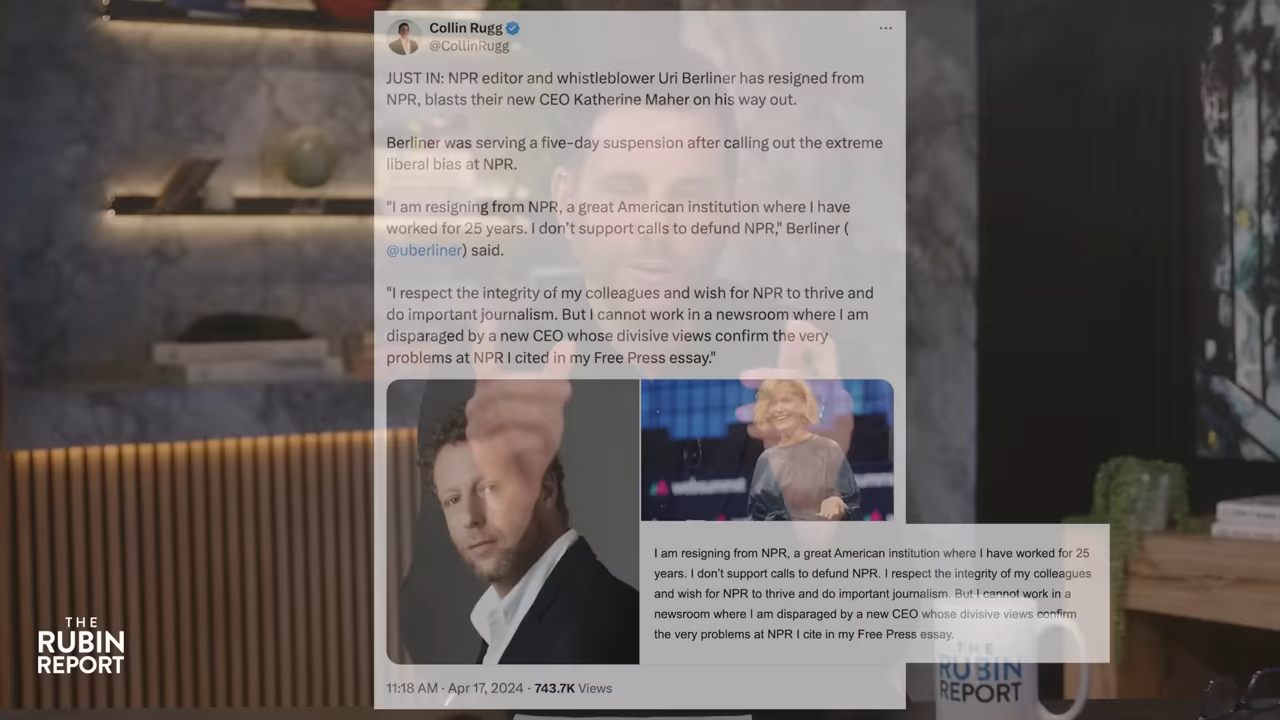 Collin Rugg
@CollinRugg
JUST IN: NPR editor and whistleblower Uri Berliner has resigned from
NPR, blasts their new CEO Katherine Maher on his way out.
Berliner was serving a five-day suspension after calling out the extreme
liberal bias at NPR.
"I am resigning from NPR, a great American institution where I have
worked for 25 years. I don't support calls to defund NPR," Berliner (
@uberliner) said.
"I respect the integrity of my colleagues and wish for NPR to thrive and
do important journalism. But I cannot work in a newsroom where I am
disparaged by a new CEO whose divisive views confirm the very
problems at NPR I cited in my Free Press essay."
websummit
I am resigning from NPR, a great American institution where I have worked for 25
years. I don't support calls to defund NPR. I respect the integrity of my colleagues
and wish for NPR to thrive and do important journalism. But I cannot work in a
newsroom where I am disparaged by a new CEO whose divisive views confirm
the very problems at NPR I cite in my Free Press essay.
11:18 AM · Apr 17, 2024 · 743.7K Views
THE
RUBIN
REPORT
THE
RUBIN
REPORT